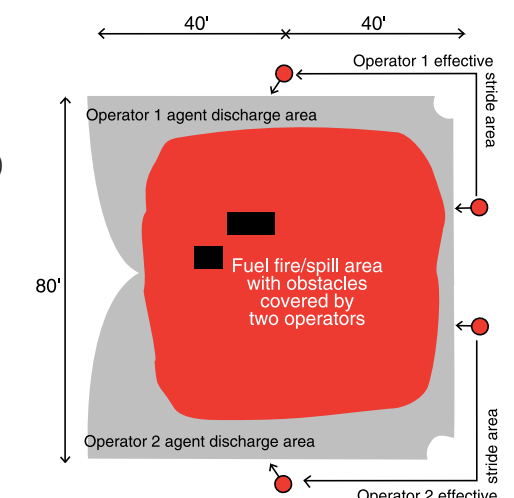 40' 40'
Operator 1 effective
stride area
Operator 1 agent discharge area
80'
Fuel fire/spill area
with obstacles
covered by
two operators
Operator 2 agent discharge area
stride area
Operator 2 effective